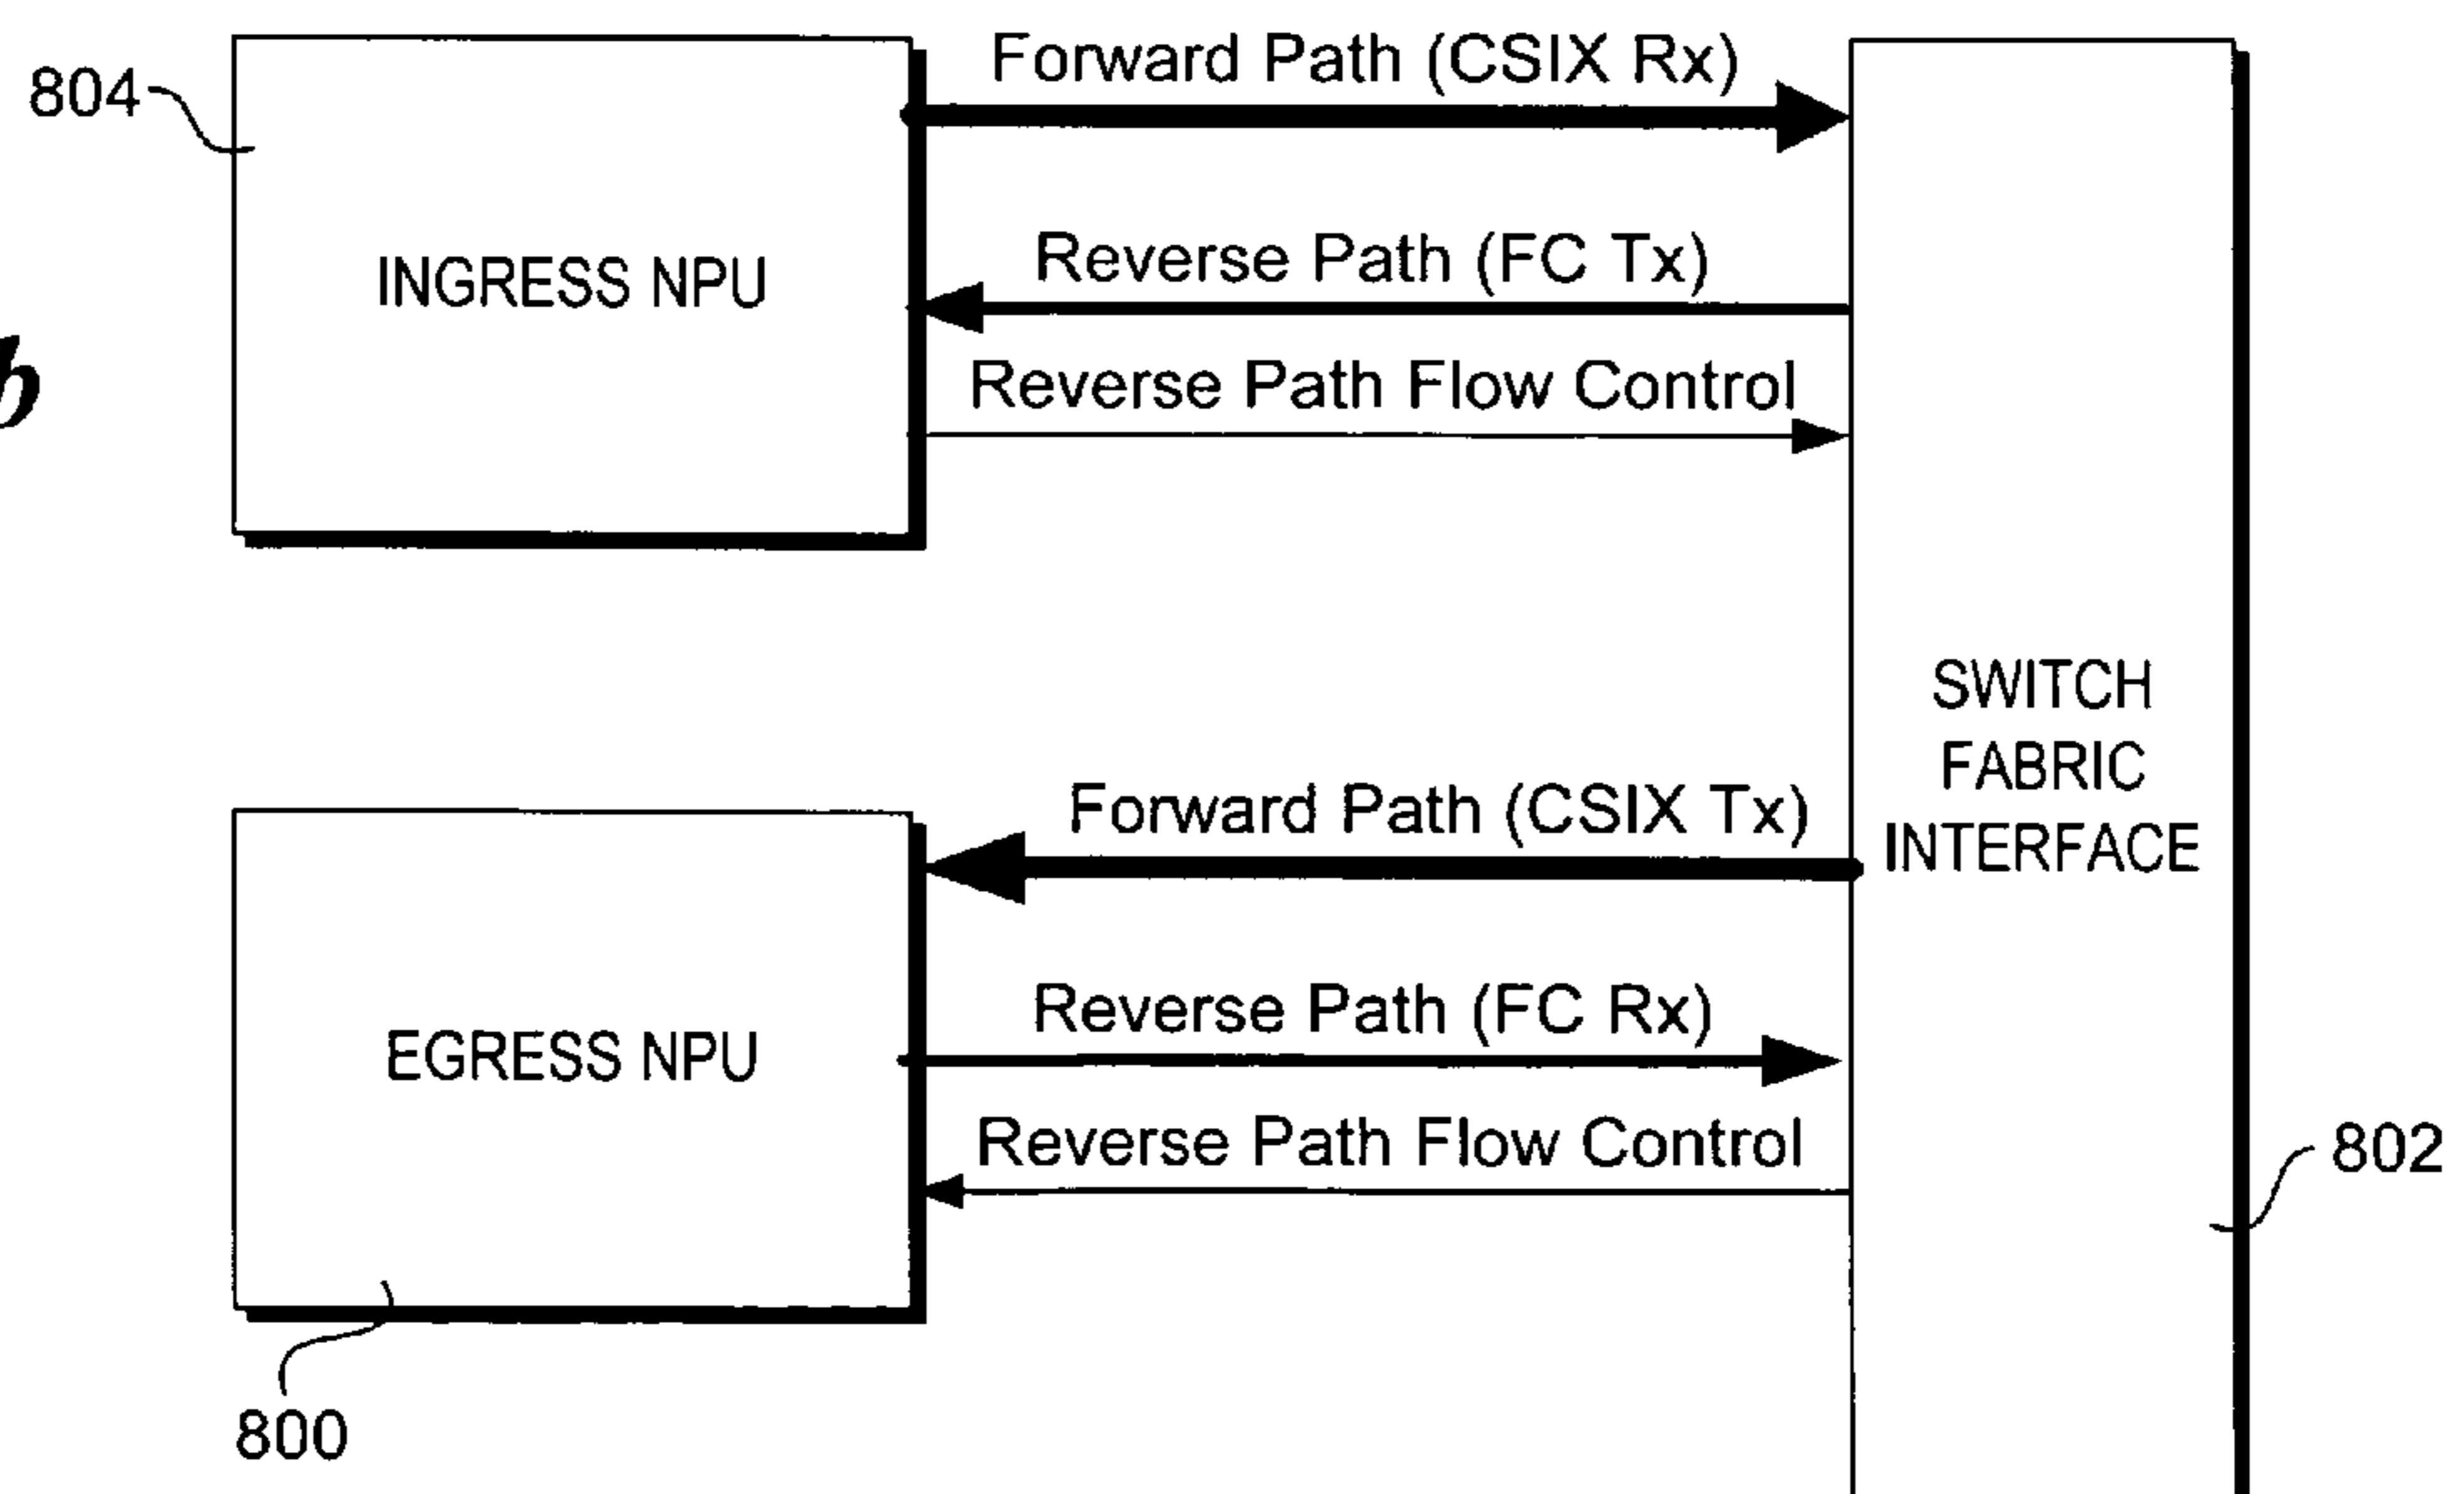 Forward Path (CSIX Rx)
804
INGRESS NPU
Reverse Path (FC Tx)
Reverse Path Flow Control
b
SWITCH
FABRIC
INTERFACE
Forward Path (CSIX Tx)
EGRESS NPU
Reverse Path (FC Rx)
Reverse Path Flow Control
802
800